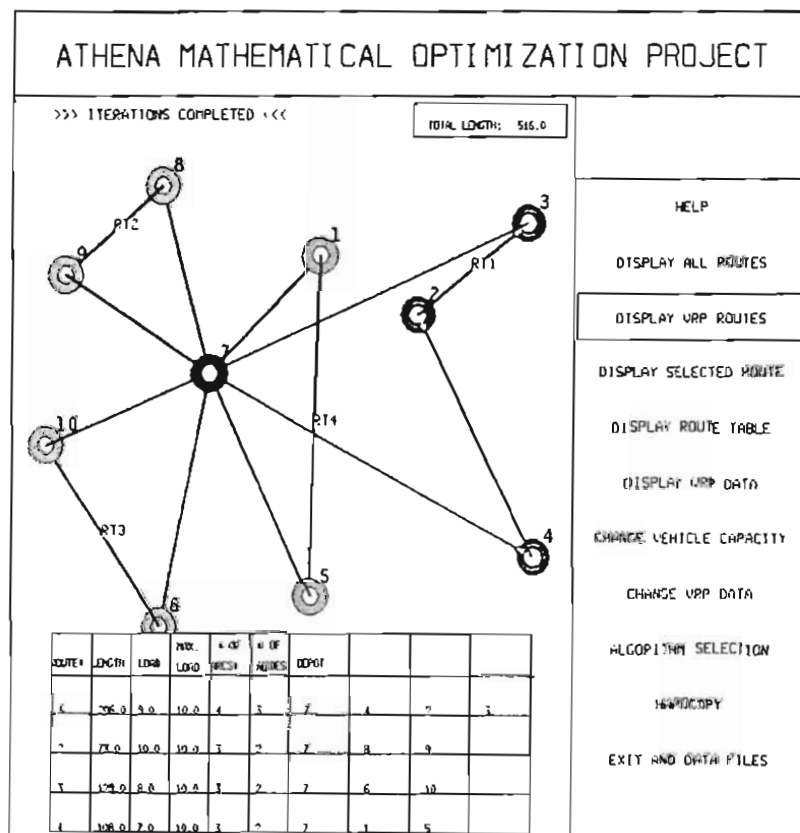 ATHENA MATHEMATICAL OPTIMIZATION PROJECT
>>> ITERATIONS COMPLETED <<<
TOTAL LENGTH: 516.0
8
RT2
9
1
3
RT1
2
7
10
RT4
RT3
4
5
6
HELP
DISPLAY ALL ROUTES
DISPLAY VRP ROUTES
DISPLAY SELECTED ROUTE
DISPLAY ROUTE TABLE
DISPLAY VRP DATA
CHANGE VEHICLE CAPACITY
CHANGE VRP DATA
ALGORITHM SELECTION
HARDCOPY
EXIT AND DATA FILES
ROUTE# LENGTH LOAD MAX. LOAD # OF ARCS# # OF NODES DEPOT
9.0 10.0 4 3 7 4 2 3
10.0 10.0 3 2 7 8 9
3 8.0 10.0 3 2 7 6 10
4 108.0 7.0 10.0 3 2 7 1 5